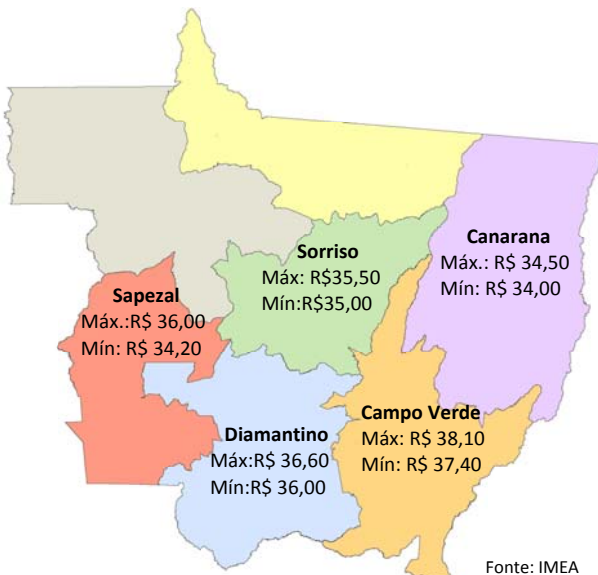 Canarana
Máx.: R$ 34,50
Mín: R$ 34,00
Sorriso
Máx: R$35,50
Mín:R$35,00
Sapezal
Máx.:R$ 36,00
Mín: R$ 34,20
Campo Verde
Máx: R$ 38,10
Mín: R$ 37,40
Diamantino
Máx:R$ 36,60
Mín:R$ 36,00
Fonte: IMEA